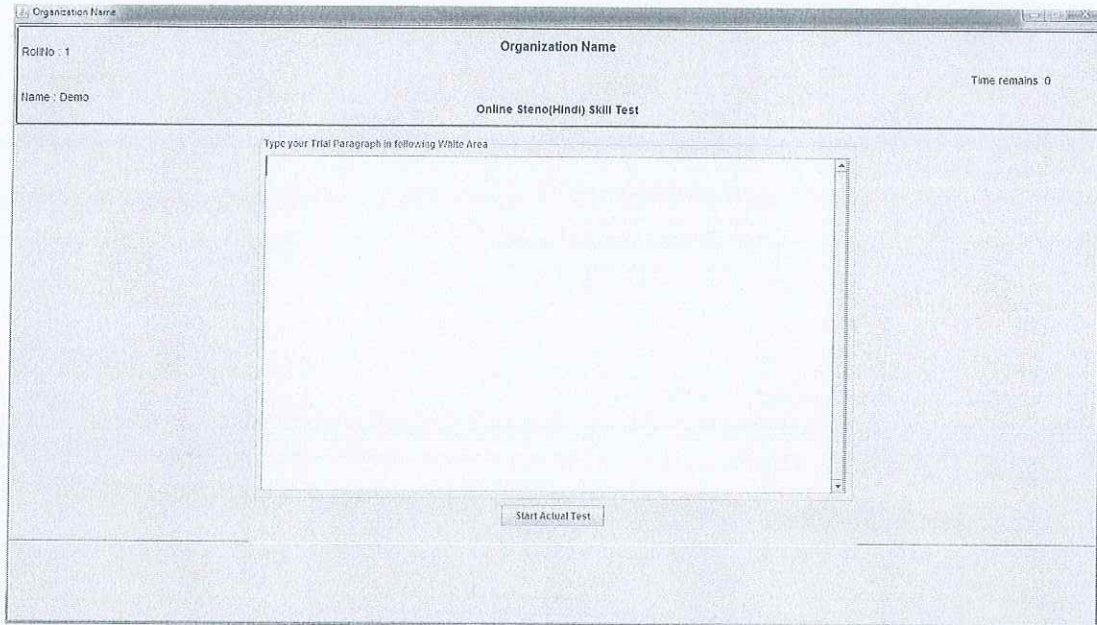 Organization Name
RollNo : 1
Organization Name
Time remains 0
Name : Demo
Online Steno(Hindi) Skill Test
Type your Trial Paragraph in following White Area
Start Actual Test